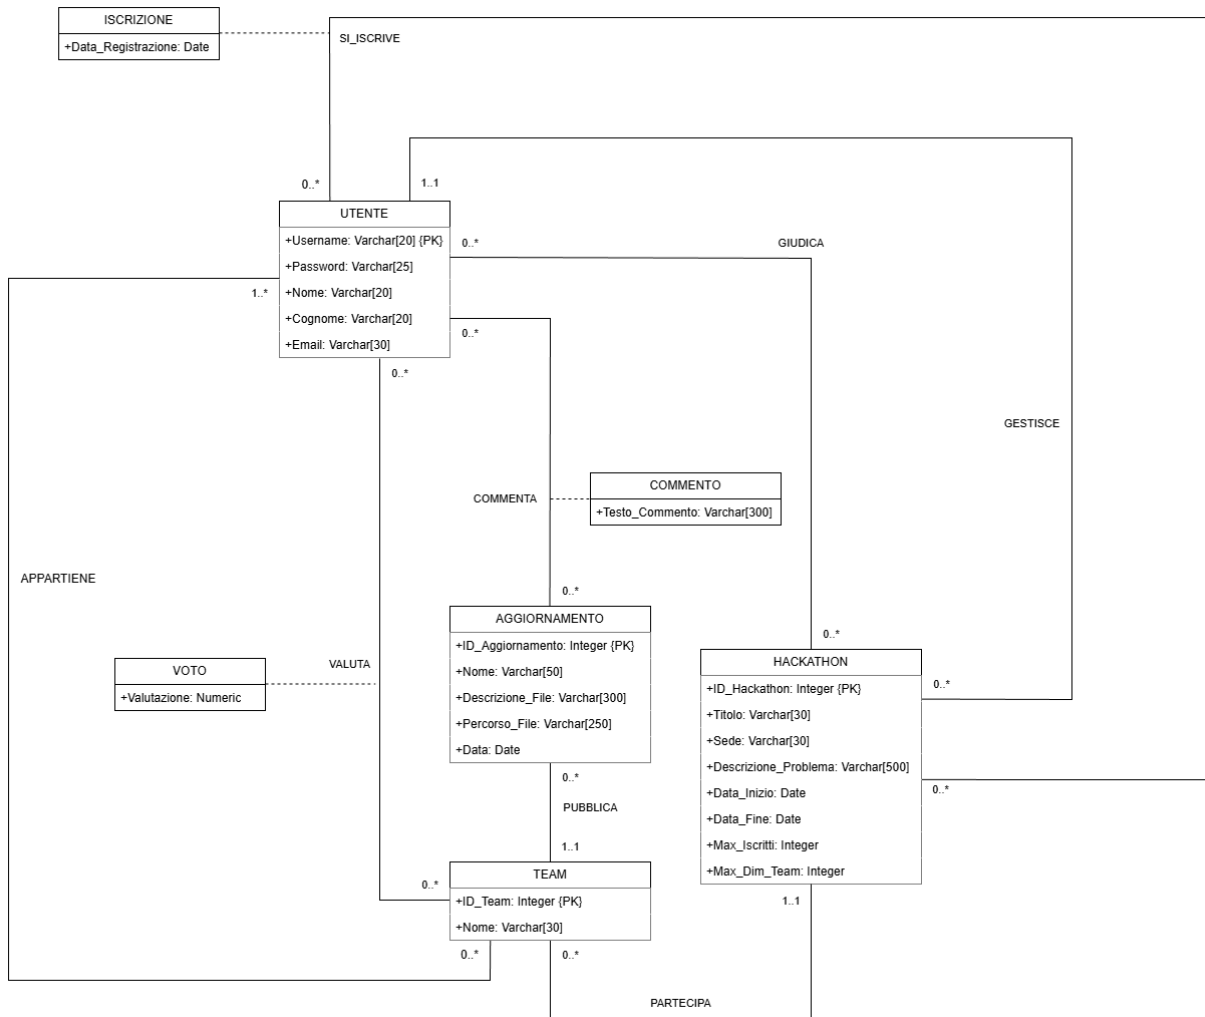 ISCRIZIONE
+Data_Registrazione: Date
SI_ISCRIVE
0..*
1..1
UTENTE
+Username: Varchar[20] {PK}
+Password: Varchar[25]
+Nome: Varchar[20]
+Cognome: Varchar[20]
+Email: Varchar[30]
0..*
GIUDICA
1..*
0..*
0..*
GESTISCE
COMMENTO
+Testo_Commento: Varchar[300]
COMMENTA
APPARTIENE
0..*
AGGIORNAMENTO
+ID_Aggiornamento: Integer {PK}
+Nome: Varchar[50]
+Descrizione_File: Varchar[300]
+Percorso_File: Varchar[250]
+Data: Date
0..*
HACKATHON
+ID_Hackathon: Integer {PK}
+Titolo: Varchar[30]
+Sede: Varchar[30]
+Descrizione_Problema: Varchar[500]
+Data_Inizio: Date
+Data_Fine: Date
+Max_Iscritti: Integer
+Max_Dim_Team: Integer
0..*
0..*
VALUTA
VOTO
+Valutazione: Numeric
0..*
PUBBLICA
1..1
TEAM
+ID_Team: Integer {PK}
+Nome: Varchar[30]
0..*
1..1
0..*
0..*
PARTECIPA